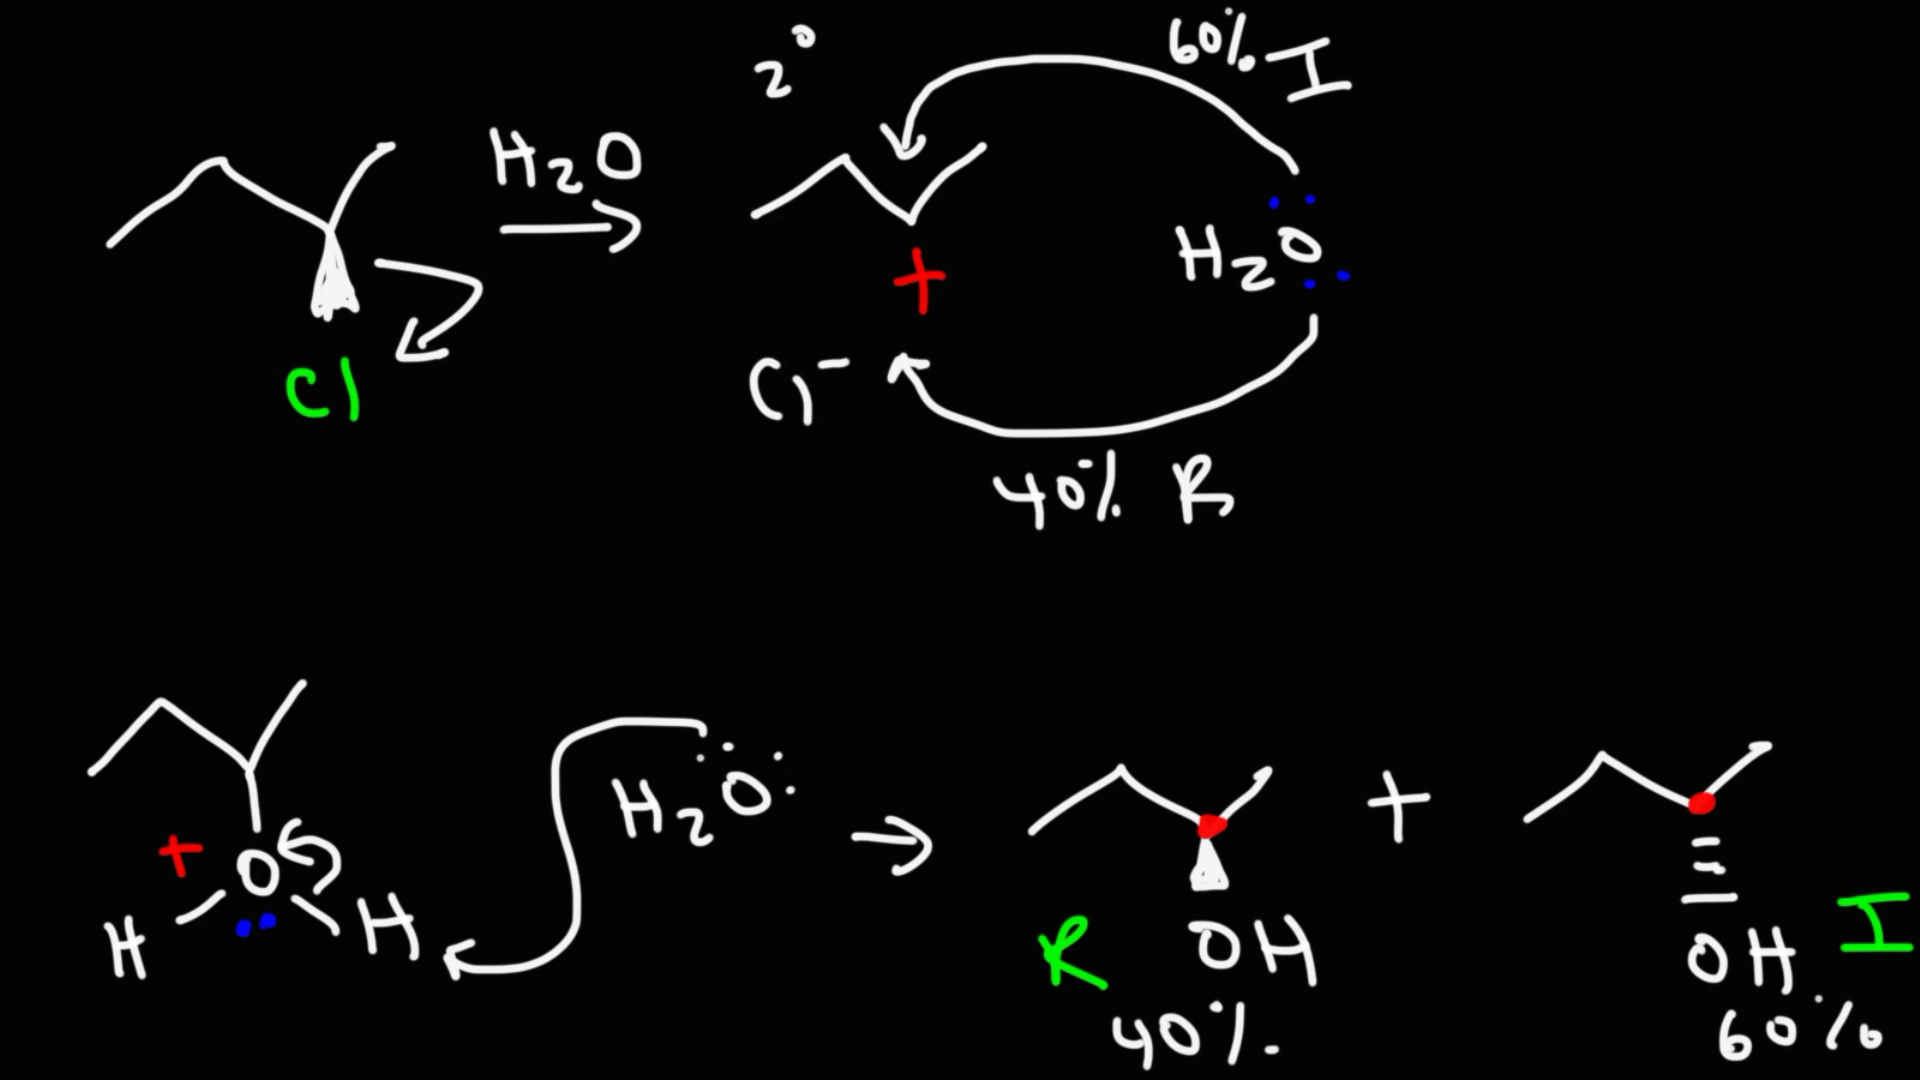 2° 60% I
H₂O
H₂O
+
Cl
Cl⁻
40% R
+ O H H
H₂O
+
R OH
OH I
40%
60%